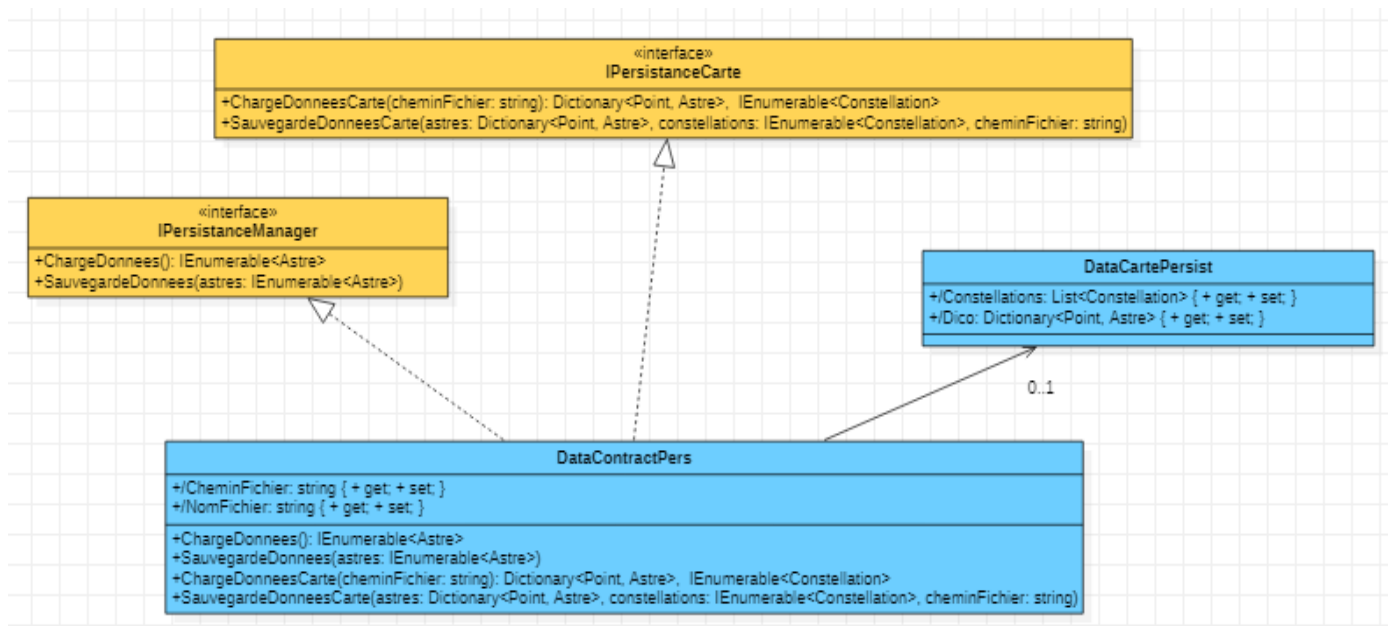 «interface»
IPersistanceCarte
+ChargeDonneesCarte(cheminFichier: string): Dictionary<Point, Astre>,  IEnumerable<Constellation>
+SauvegardeDonneesCarte(astres: Dictionary<Point, Astre>, constellations: IEnumerable<Constellation>, cheminFichier: string)
«interface»
IPersistanceManager
+ChargeDonnees(): IEnumerable<Astre>
+SauvegardeDonnees(astres: IEnumerable<Astre>)
DataCartePersist
+/Constellations: List<Constellation> { + get; + set; }
+/Dico: Dictionary<Point, Astre> { + get; + set; }
0..1
DataContractPers
+/CheminFichier: string { + get; + set; }
+/NomFichier: string { + get; + set; }
+ChargeDonnees(): IEnumerable<Astre>
+SauvegardeDonnees(astres: IEnumerable<Astre>)
+ChargeDonneesCarte(cheminFichier: string): Dictionary<Point, Astre>,  IEnumerable<Constellation>
+SauvegardeDonneesCarte(astres: Dictionary<Point, Astre>, constellations: IEnumerable<Constellation>, cheminFichier: string)